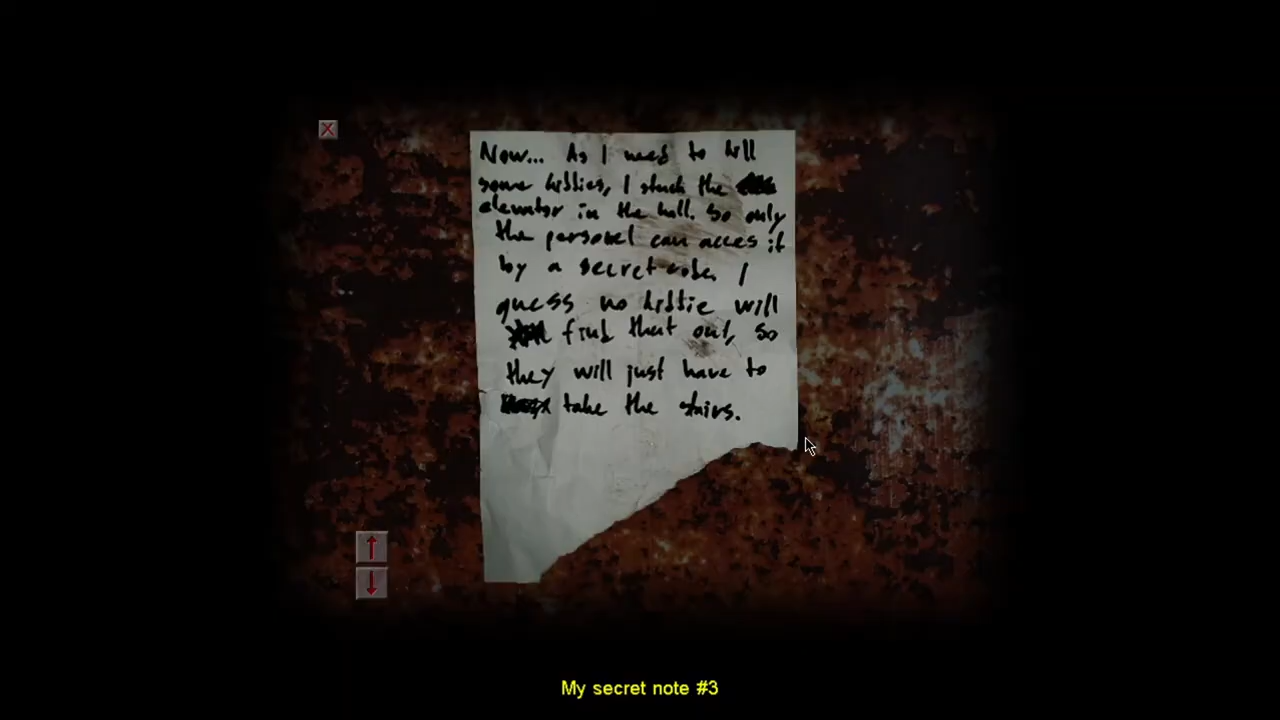 Now... As I need to kill
some kiddies, I stuck the
elevator in the hall. So only
the personel can acces it
by a secret code. I
guess no kiddie will
find that out, so
they will just have to
take the stairs.
My secret note #3